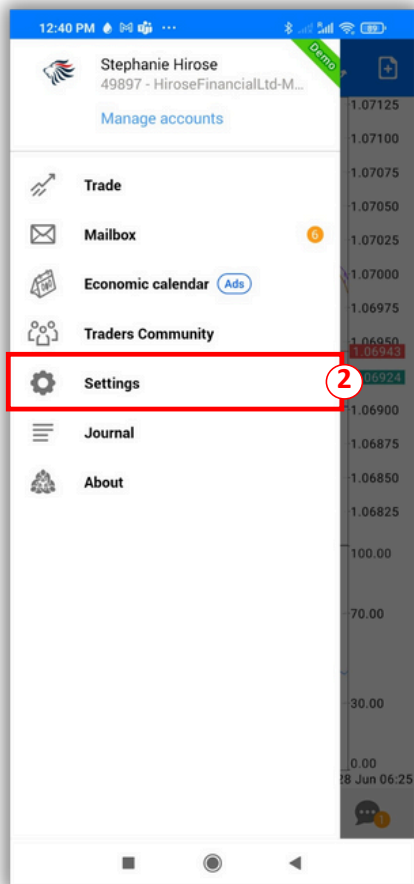 12:40 PM ···
89
Demo
Stephanie Hirose
49897 - HiroseFinancialLtd-M...
Manage accounts
Trade
Mailbox
6
Economic calendar Ads
Traders Community
Settings
2
Journal
About
1.07125
1.07100
1.07075
1.07050
1.07025
1.07000
1.06975
1.06950
1.06943
06924
1.06900
1.06875
1.06850
1.06825
100.00
70.00
30.00
0.00
28 Jun 06:25
1